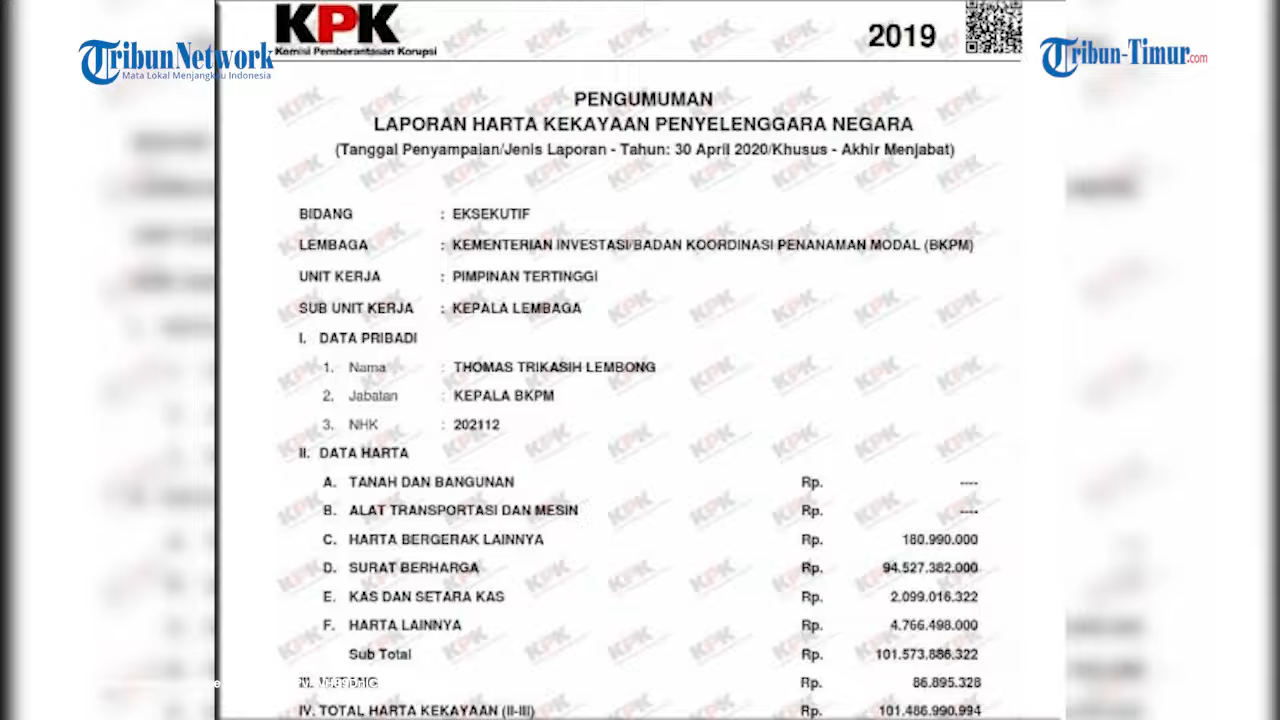 KPK
Komisi Pemberantasan Korupsi
2019
TribunNetwork
Mata Lokal Menjangkau Indonesia
Tribun-Timur.com
PENGUMUMAN
LAPORAN HARTA KEKAYAAN PENYELENGGARA NEGARA
(Tanggal Penyampaian/Jenis Laporan - Tahun: 30 April 2020/Khusus - Akhir Menjabat)
BIDANG : EKSEKUTIF
LEMBAGA : KEMENTERIAN INVESTASI/BADAN KOORDINASI PENANAMAN MODAL (BKPM)
UNIT KERJA : PIMPINAN TERTINGGI
SUB UNIT KERJA : KEPALA LEMBAGA
I. DATA PRIBADI
1. Nama : THOMAS TRIKASIH LEMBONG
2. Jabatan : KEPALA BKPM
3. NHK : 202112
II. DATA HARTA
A. TANAH DAN BANGUNAN Rp. ----
B. ALAT TRANSPORTASI DAN MESIN Rp. ----
C. HARTA BERGERAK LAINNYA Rp. 180.990.000
D. SURAT BERHARGA Rp. 94.527.382.000
E. KAS DAN SETARA KAS Rp. 2.099.016.322
F. HARTA LAINNYA Rp. 4.766.498.000
Sub Total Rp. 101.573.886.322
III. HUTANG Rp. 86.895.328
IV. TOTAL HARTA KEKAYAAN (II-III) Rp. 101.486.990.994